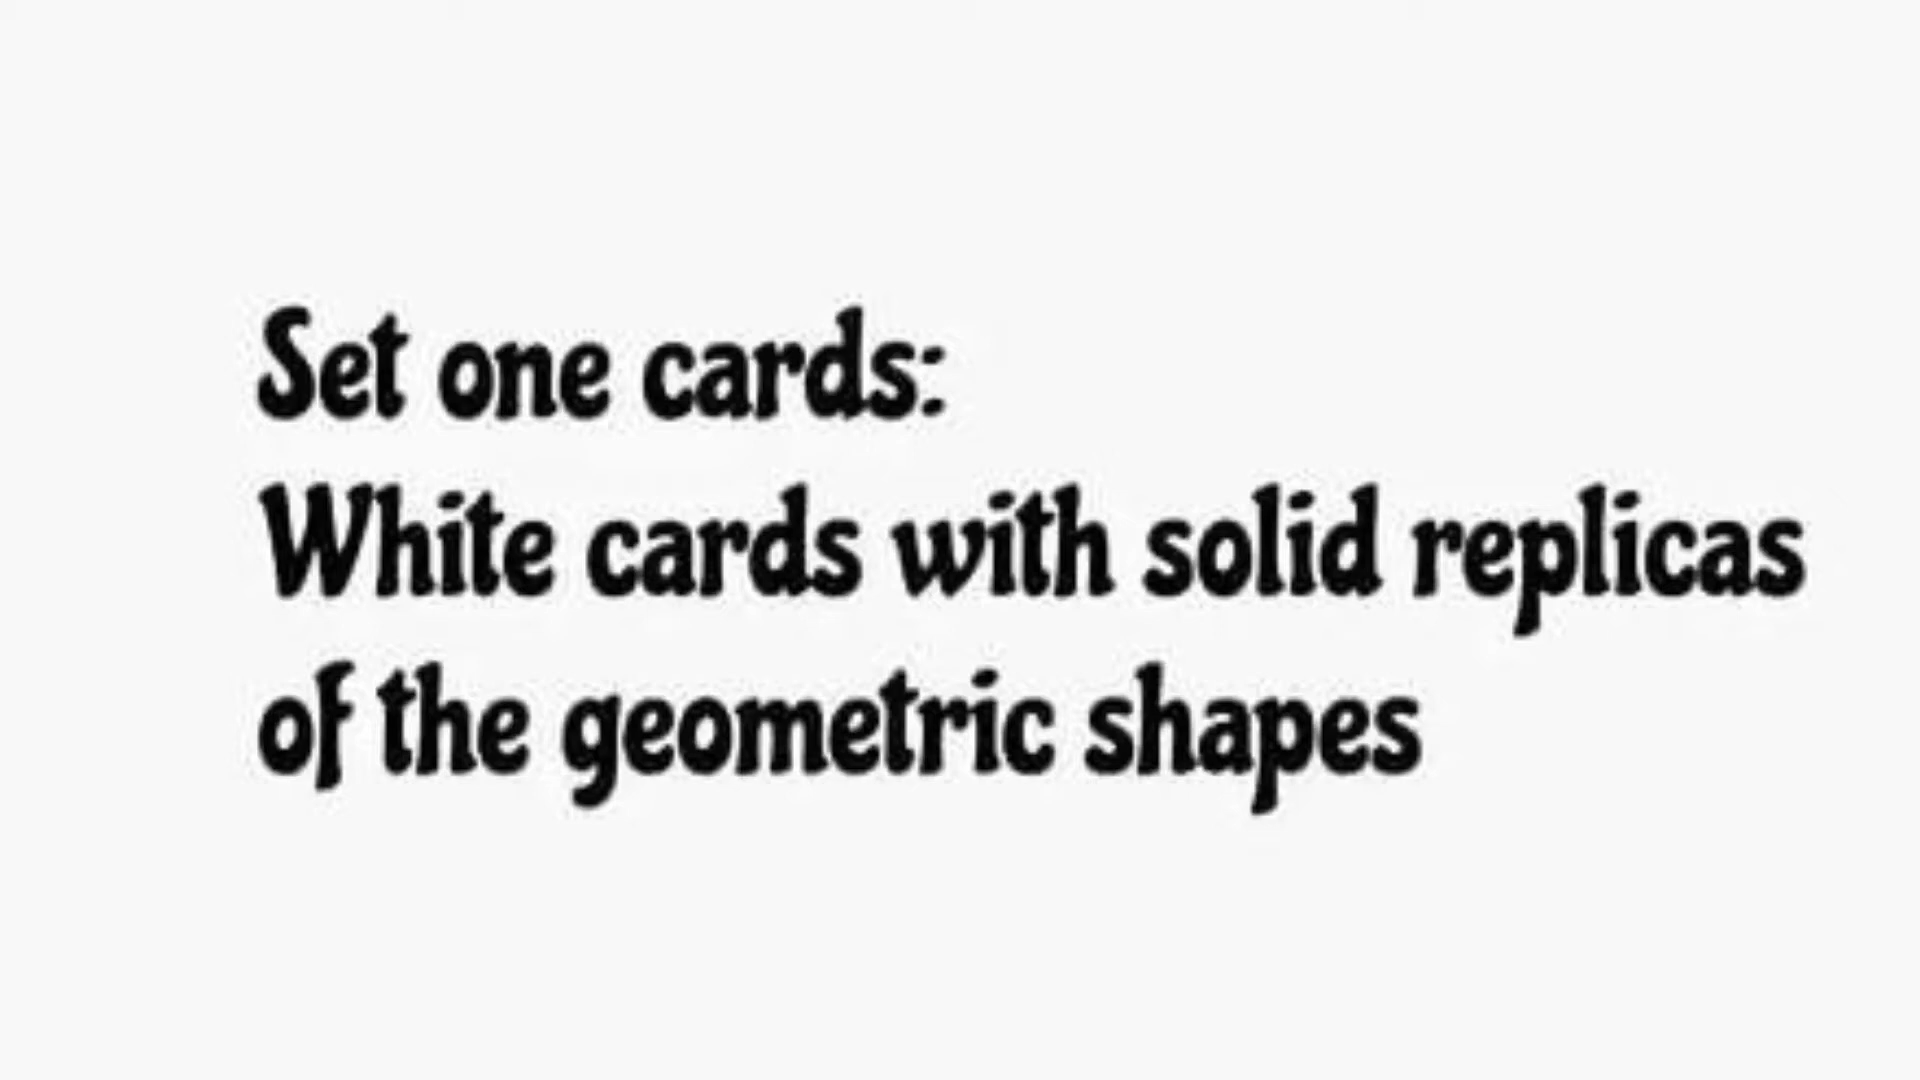 Set one cards:
White cards with solid replicas
of the geometric shapes